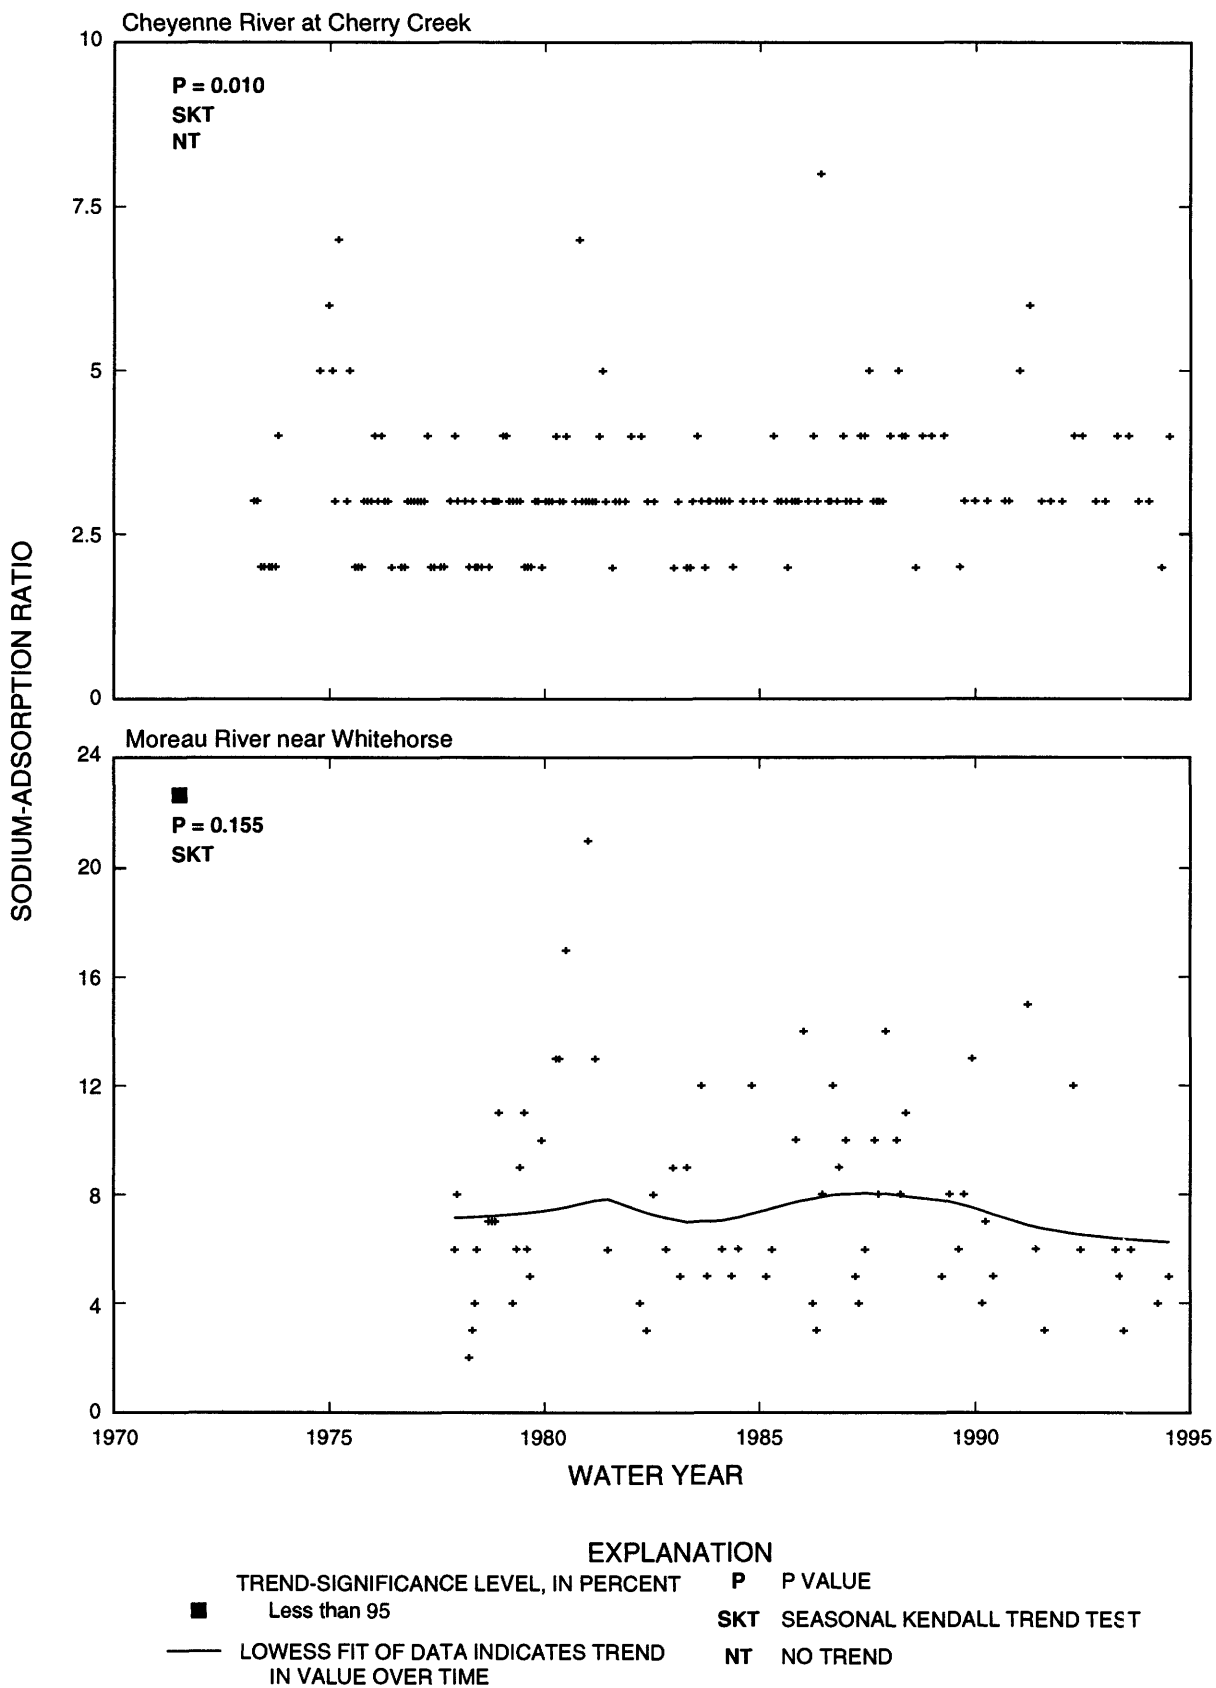 Cheyenne River at Cherry Creek
10
7.5
5
2.5
0
P = 0.010
SKT
NT
SODIUM-ADSORPTION RATIO
Moreau River near Whitehorse
24
20
16
12
8
4
0
P = 0.155
SKT
1970 1975 1980 1985 1990 1995
WATER YEAR
EXPLANATION
TREND-SIGNIFICANCE LEVEL, IN PERCENT
Less than 95
LOWESS FIT OF DATA INDICATES TREND
IN VALUE OVER TIME
P P VALUE
SKT SEASONAL KENDALL TREND TEST
NT NO TREND